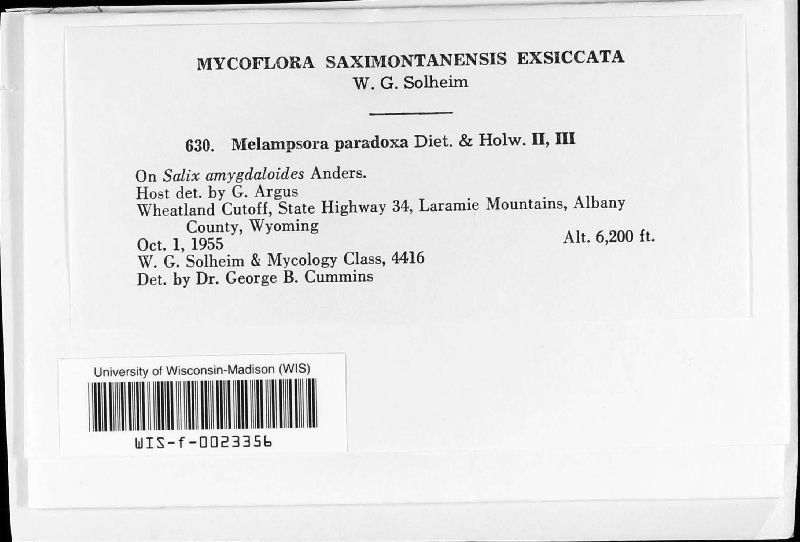 MYCOFLORA SAXIMONTANENSIS EXSICCATA
W. G. Solheim
630. Melampsora paradoxa Diet. & Holw. II, III
On Salix amygdaloides Anders.
Host det. by G. Argus
Wheatland Cutoff, State Highway 34, Laramie Mountains, Albany
County, Wyoming
Oct. 1, 1955 Alt. 6,200 ft.
W. G. Solheim & Mycology Class, 4416
Det. by Dr. George B. Cummins
University of Wisconsin-Madison (WIS)
WIS-f-0023356